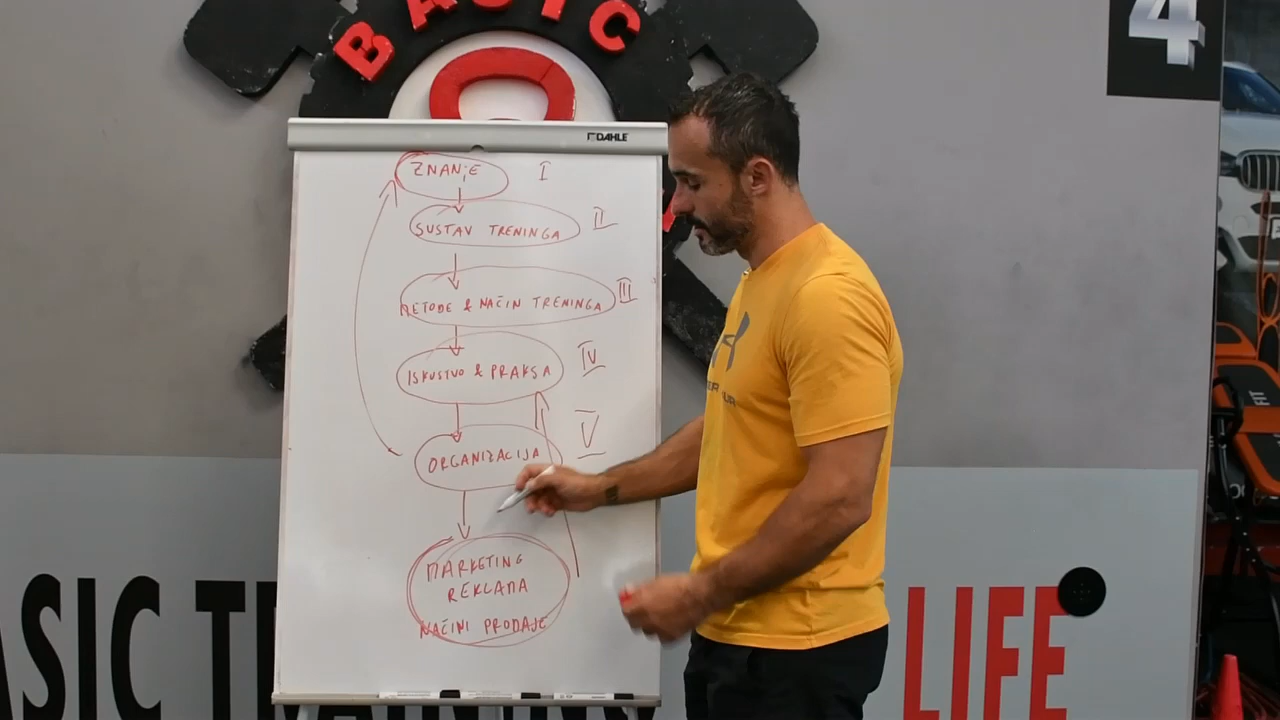 BASIC
4
DAHLE
ZNANjE I
SUSTAV TRENINGA II
METODE & NAČIN TRENINGA III
ISKUSTVO & PRAKSA IV
ORGANIZACIJA V
MARKETING
REKLAMA
NAČINI PRODAJE
LIFE